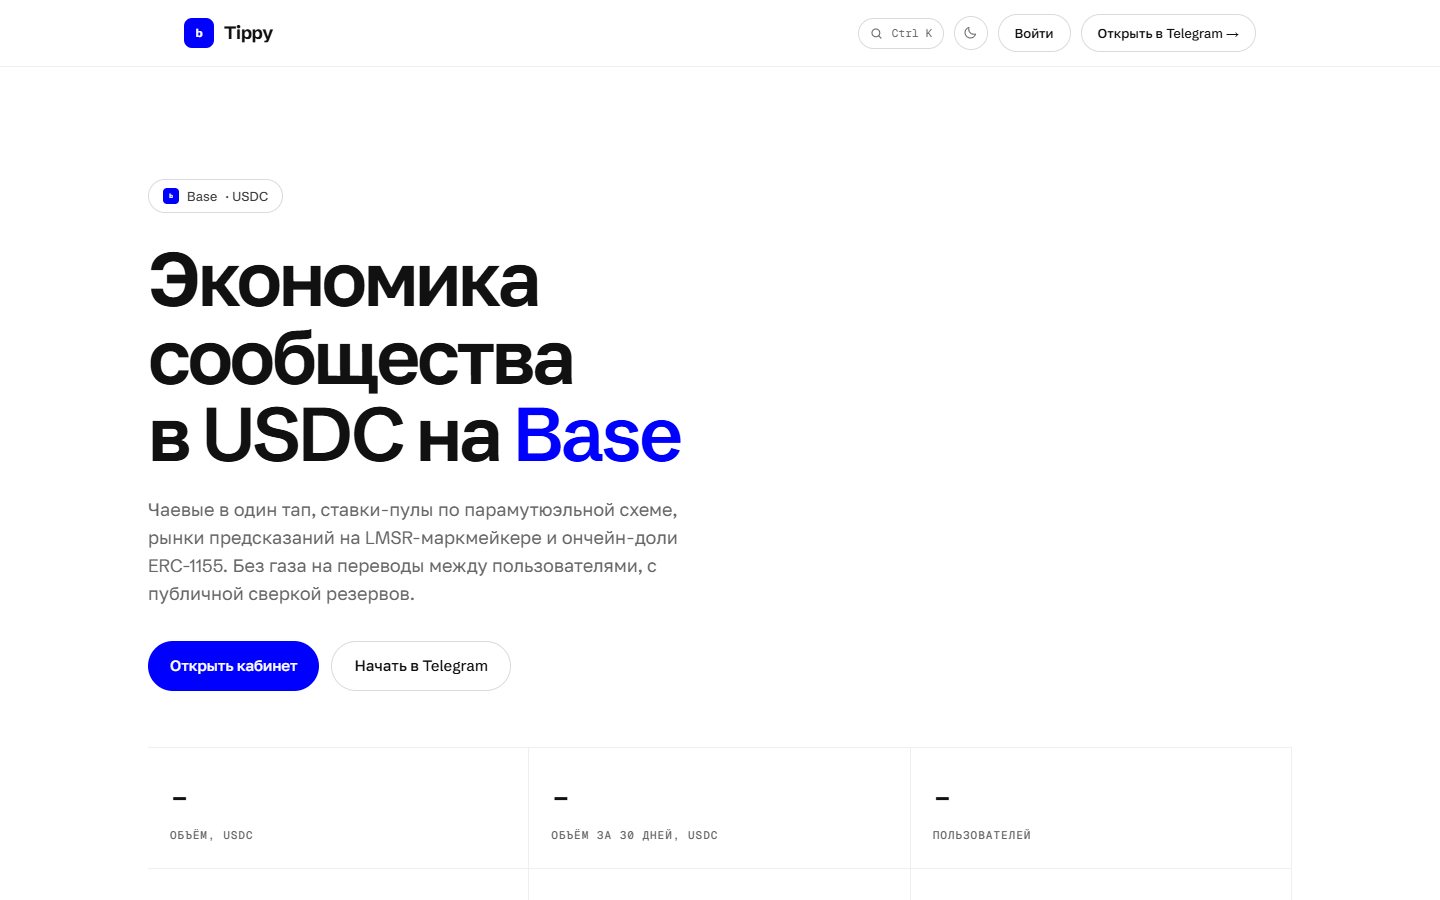 b Tippy
Ctrl K
Войти
Открыть в Telegram →
b Base · USDC
Экономика
сообщества
в USDC на Base
Чаевые в один тап, ставки-пулы по парамутюэльной схеме,
рынки предсказаний на LMSR-маркмейкере и ончейн-доли
ERC-1155. Без газа на переводы между пользователями, с
публичной сверкой резервов.
Открыть кабинет
Начать в Telegram
–
ОБЪЁМ, USDC
–
ОБЪЁМ ЗА 30 ДНЕЙ, USDC
–
ПОЛЬЗОВАТЕЛЕЙ